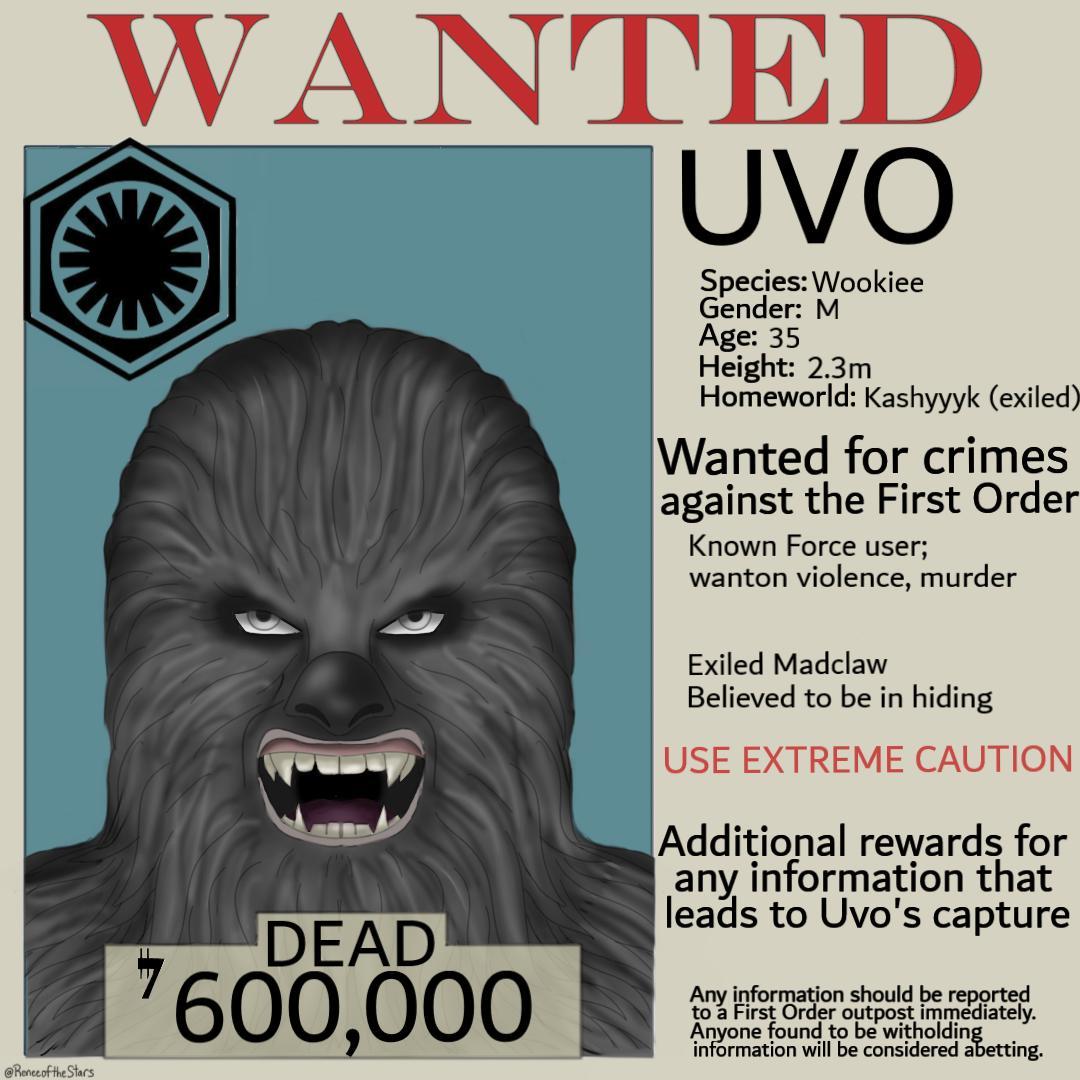 WANTED
UVO
Species: Wookiee
Gender: M
Age: 35
Height: 2.3m
Homeworld: Kashyyyk (exiled)
Wanted for crimes
against the First Order
Known Force user;
wanton violence, murder
Exiled Madclaw
Believed to be in hiding
USE EXTREME CAUTION
Additional rewards for
any information that
leads to Uvo's capture
DEAD
600,000
Any information should be reported
to a First Order outpost immediately.
Anyone found to be witholding
information will be considered abetting.
@ReneeoftheStars